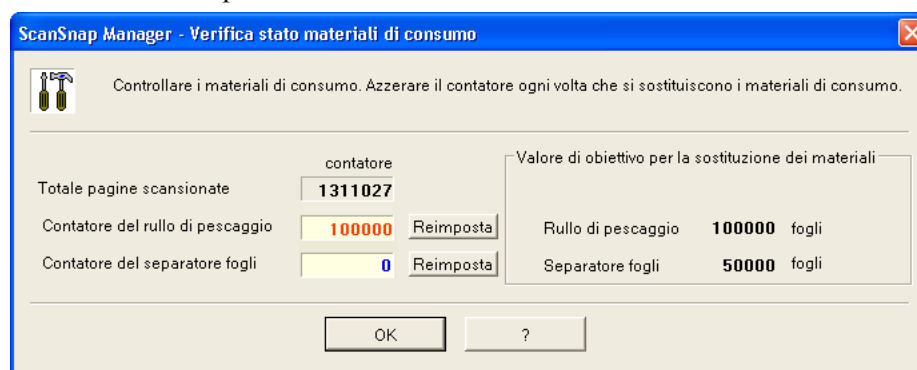 ScanSnap Manager - Verifica stato materiali di consumo
Controllare i materiali di consumo. Azzerare il contatore ogni volta che si sostituiscono i materiali di consumo.
contatore
Totale pagine scansionate 1311027
Contatore del rullo di pescaggio 100000 Reimposta
Contatore del separatore fogli 0 Reimposta
Valore di obiettivo per la sostituzione dei materiali
Rullo di pescaggio 100000 fogli
Separatore fogli 50000 fogli
OK ?